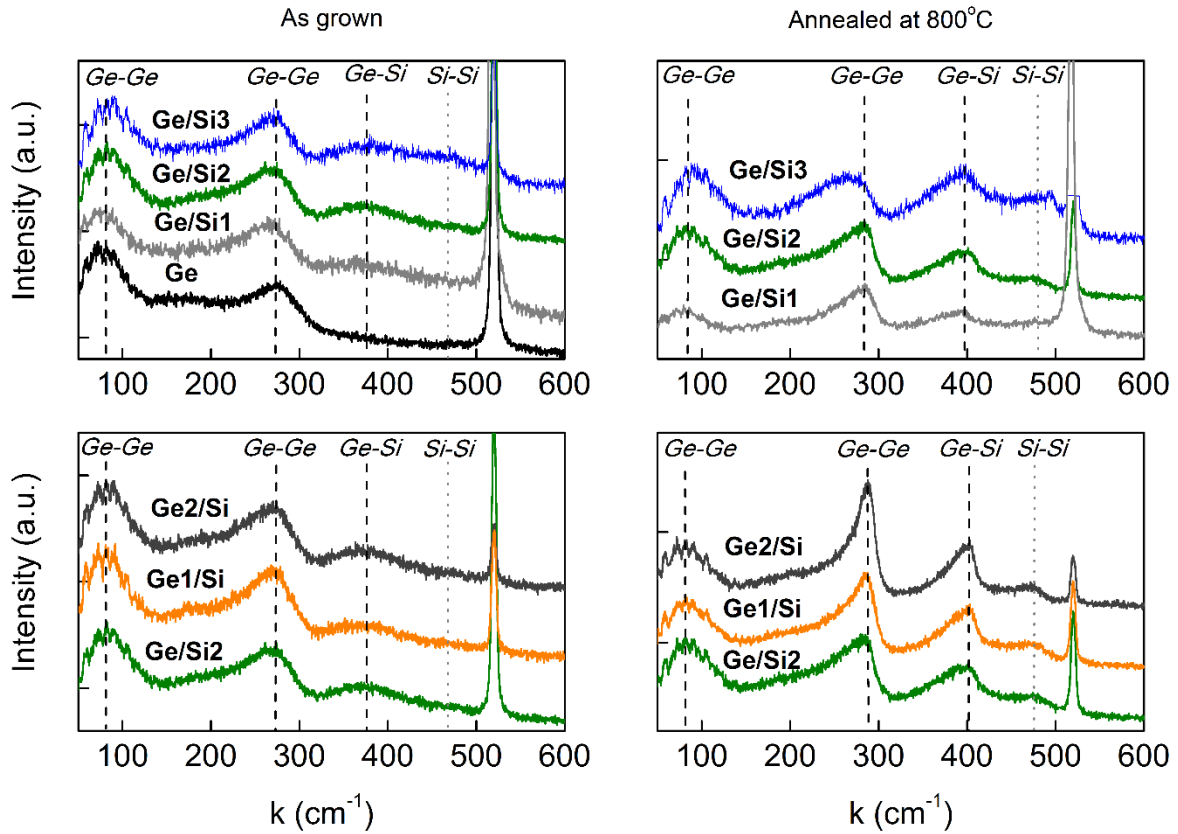 As grown
Annealed at 800°C
Ge-Ge Ge-Ge Ge-Si Si-Si
Ge/Si3
Ge/Si2
Ge/Si1
Ge
Intensity (a.u.)
100 200 300 400 500 600
Ge-Ge Ge-Ge Ge-Si Si-Si
Ge/Si3
Ge/Si2
Ge/Si1
100 200 300 400 500 600
Ge-Ge Ge-Ge Ge-Si Si-Si
Ge2/Si
Ge1/Si
Ge/Si2
Intensity (a.u.)
100 200 300 400 500 600
k (cm⁻¹)
Ge-Ge Ge-Ge Ge-Si Si-Si
Ge2/Si
Ge1/Si
Ge/Si2
100 200 300 400 500 600
k (cm⁻¹)